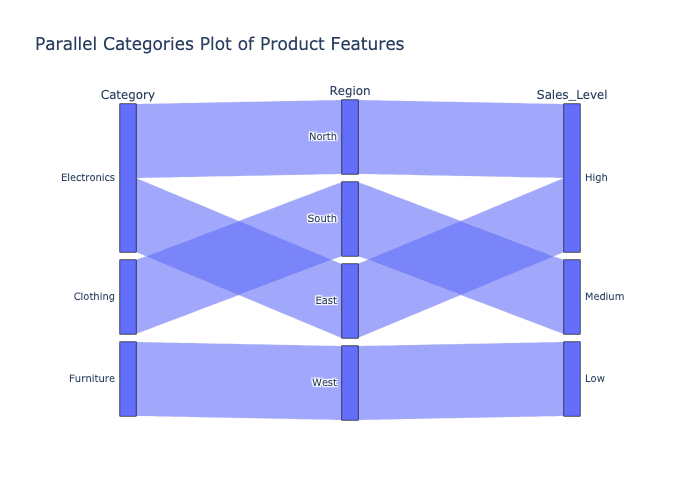 Parallel Categories Plot of Product Features
Category
Region
Sales_Level
North
Electronics
High
South
Clothing
East
Medium
Furniture
West
Low